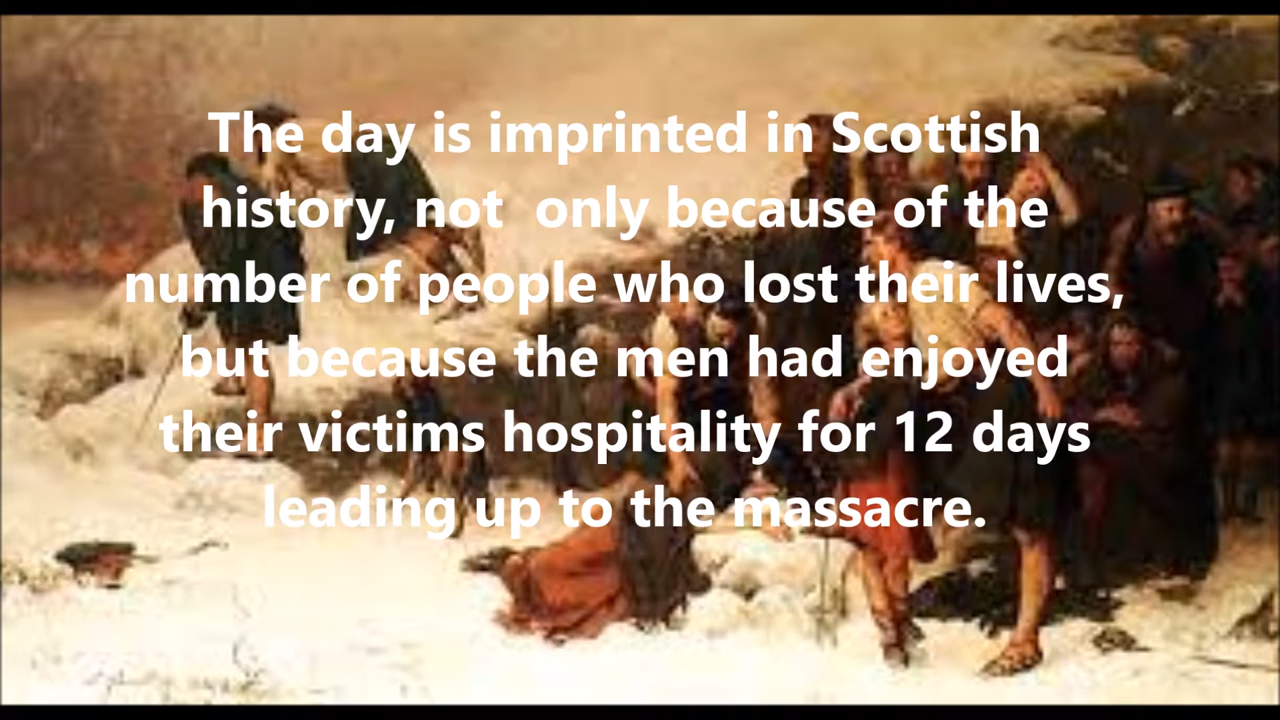 The day is imprinted in Scottish
history, not  only because of the
number of people who lost their lives,
but because the men had enjoyed
their victims hospitality for 12 days
leading up to the massacre.